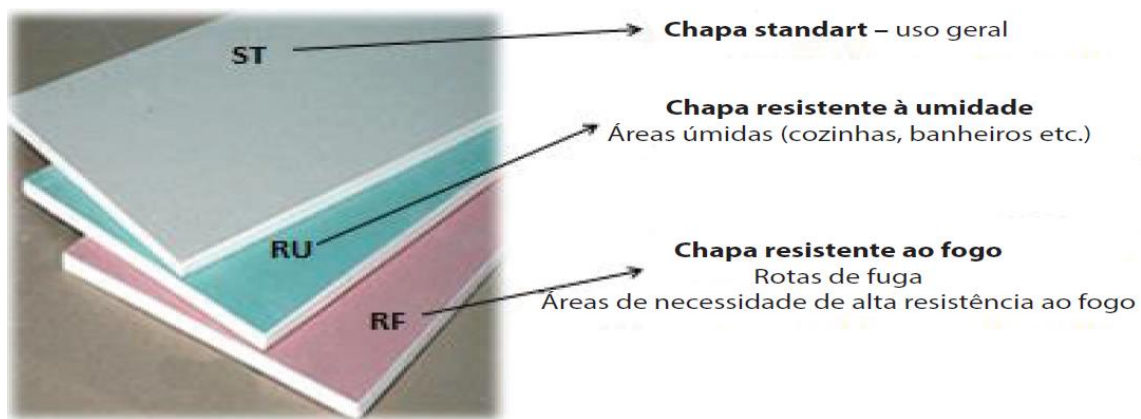 ST
Chapa standart – uso geral
RU
Chapa resistente à umidade
Áreas úmidas (cozinhas, banheiros etc.)
RF
Chapa resistente ao fogo
Rotas de fuga
Áreas de necessidade de alta resistência ao fogo